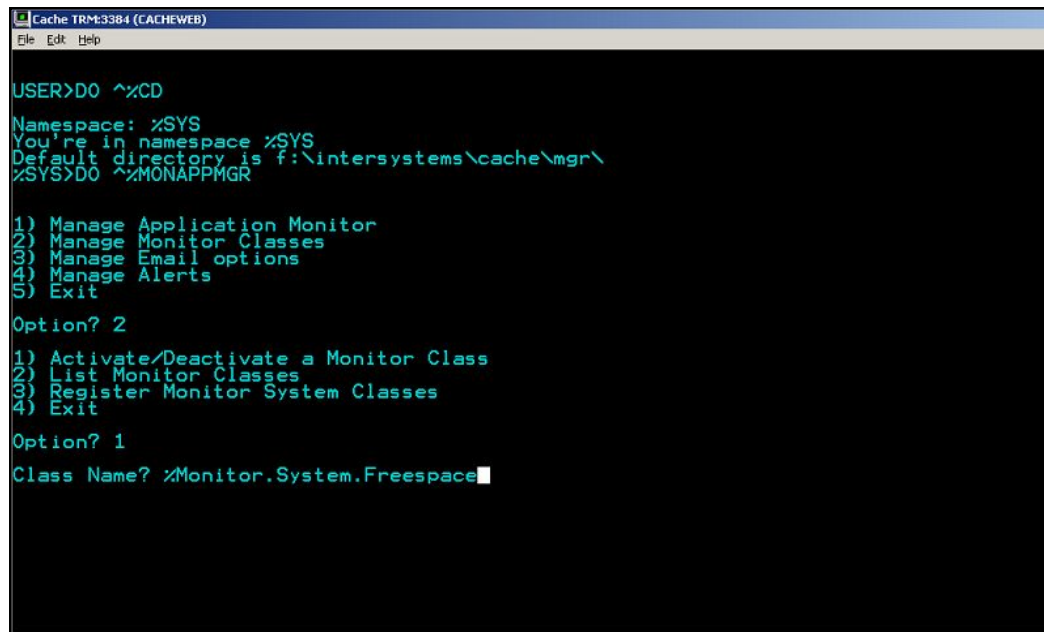 Cache TRM:3384 (CACHEWEB)
File Edit Help
USER>DO ^%CD
Namespace: %SYS
You're in namespace %SYS
Default directory is f:\intersystems\cache\mgr\
%SYS>DO ^%MONAPPMGR
1) Manage Application Monitor
2) Manage Monitor Classes
3) Manage Email options
4) Manage Alerts
5) Exit
Option? 2
1) Activate/Deactivate a Monitor Class
2) List Monitor Classes
3) Register Monitor System Classes
4) Exit
Option? 1
Class Name? %Monitor.System.Freespace